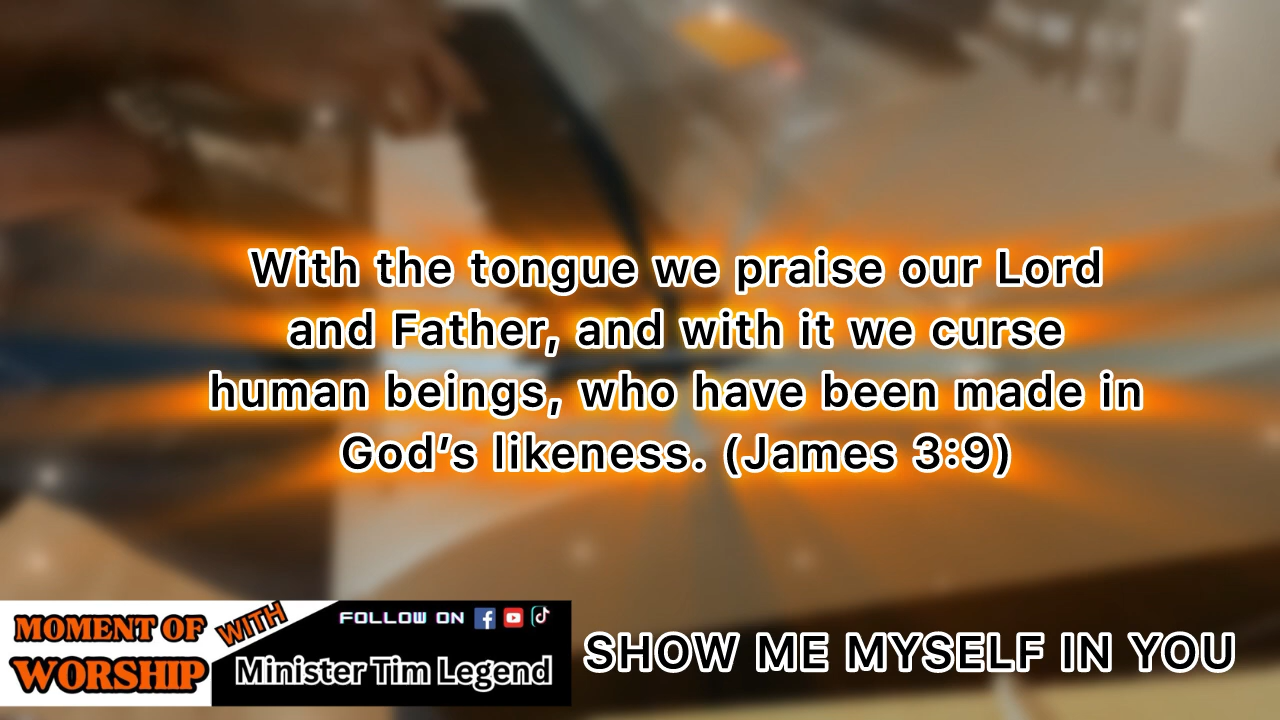 With the tongue we praise our Lord
and Father, and with it we curse
human beings, who have been made in
God’s likeness. (James 3:9)
MOMENT OF
WORSHIP
WITH
FOLLOW ON
Minister Tim Legend
SHOW ME MYSELF IN YOU